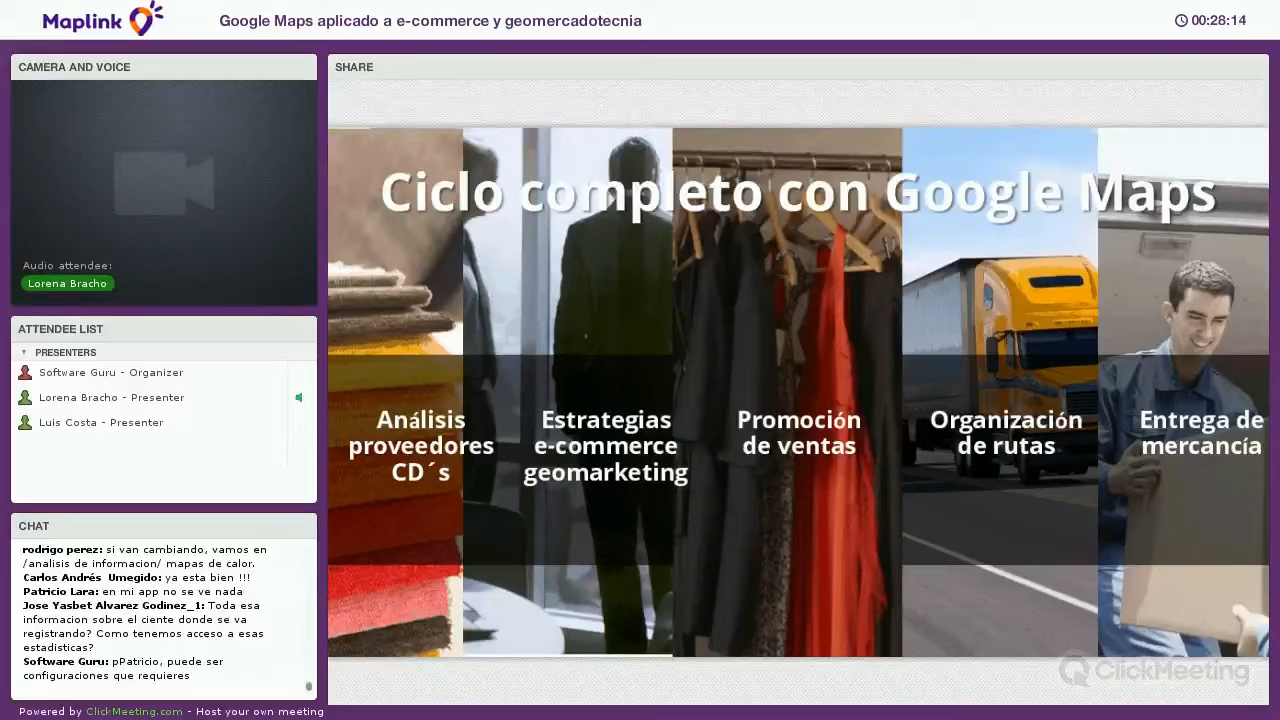 Maplink
Google Maps aplicado a e-commerce y geomercadotecnia
00:28:14
CAMERA AND VOICE
Audio attendee:
Lorena Bracho
ATTENDEE LIST
PRESENTERS
Software Guru - Organizer
Lorena Bracho - Presenter
Luis Costa - Presenter
CHAT
rodrigo perez: si van cambiando, vamos en
/analisis de informacion/ mapas de calor.
Carlos Andrés Umegido: ya esta bien !!!
Patricio Lara: en mi app no se ve nada
Jose Yasbet Alvarez Godinez_1: Toda esa
informacion sobre el ciente donde se va
registrando? Como tenemos acceso a esas
estadisticas?
Software Guru: pPatricio, puede ser
configuraciones que requieres
Powered by ClickMeeting.com - Host your own meeting
SHARE
Ciclo completo con Google Maps
Análisis
proveedores
CD´s
Estrategias
e-commerce
geomarketing
Promoción
de ventas
Organización
de rutas
Entrega de
mercancía
ClickMeeting